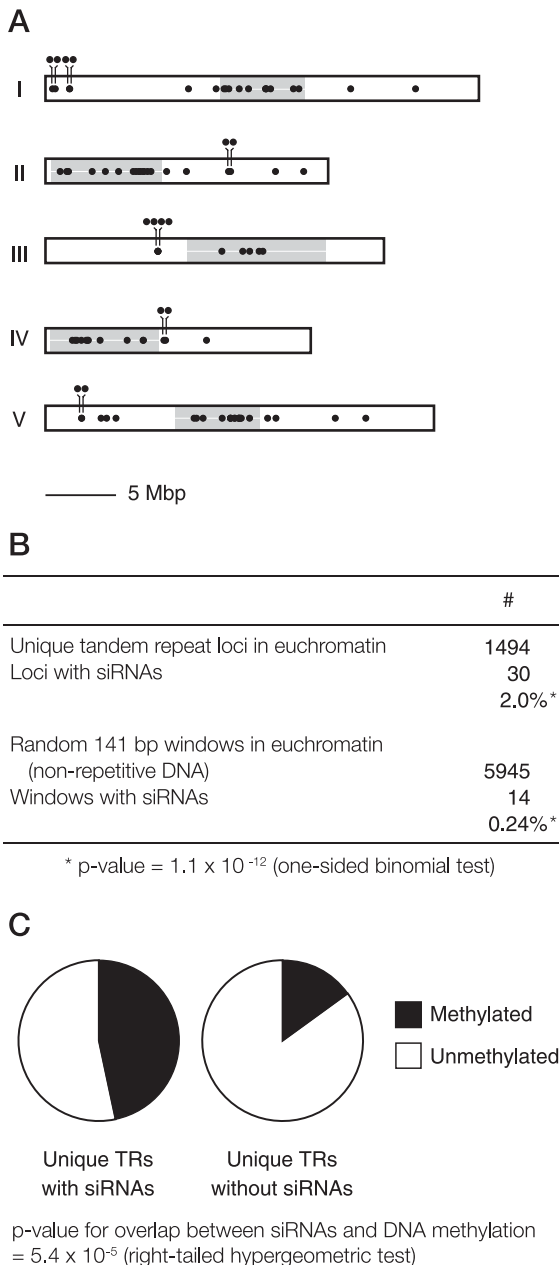 A
I
II
III
IV
V
5 Mbp
B
#
Unique tandem repeat loci in euchromatin 1494
Loci with siRNAs 30
2.0%*
Random 141 bp windows in euchromatin
(non-repetitive DNA) 5945
Windows with siRNAs 14
0.24%*
* p-value = 1.1 x 10 -12 (one-sided binomial test)
C
Methylated
Unmethylated
Unique TRs with siRNAs
Unique TRs without siRNAs
p-value for overlap between siRNAs and DNA methylation
= 5.4 x 10-5 (right-tailed hypergeometric test)